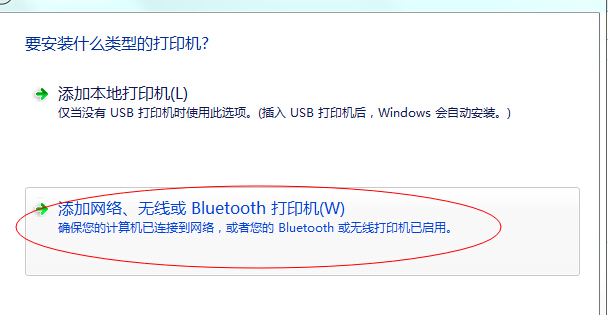 要安装什么类型的打印机?
添加本地打印机(L)
仅当没有 USB 打印机时使用此选项。(插入 USB 打印机后，Windows 会自动安装。)
添加网络、无线或 Bluetooth 打印机(W)
确保您的计算机已连接到网络，或者您的 Bluetooth 或无线打印机已启用。